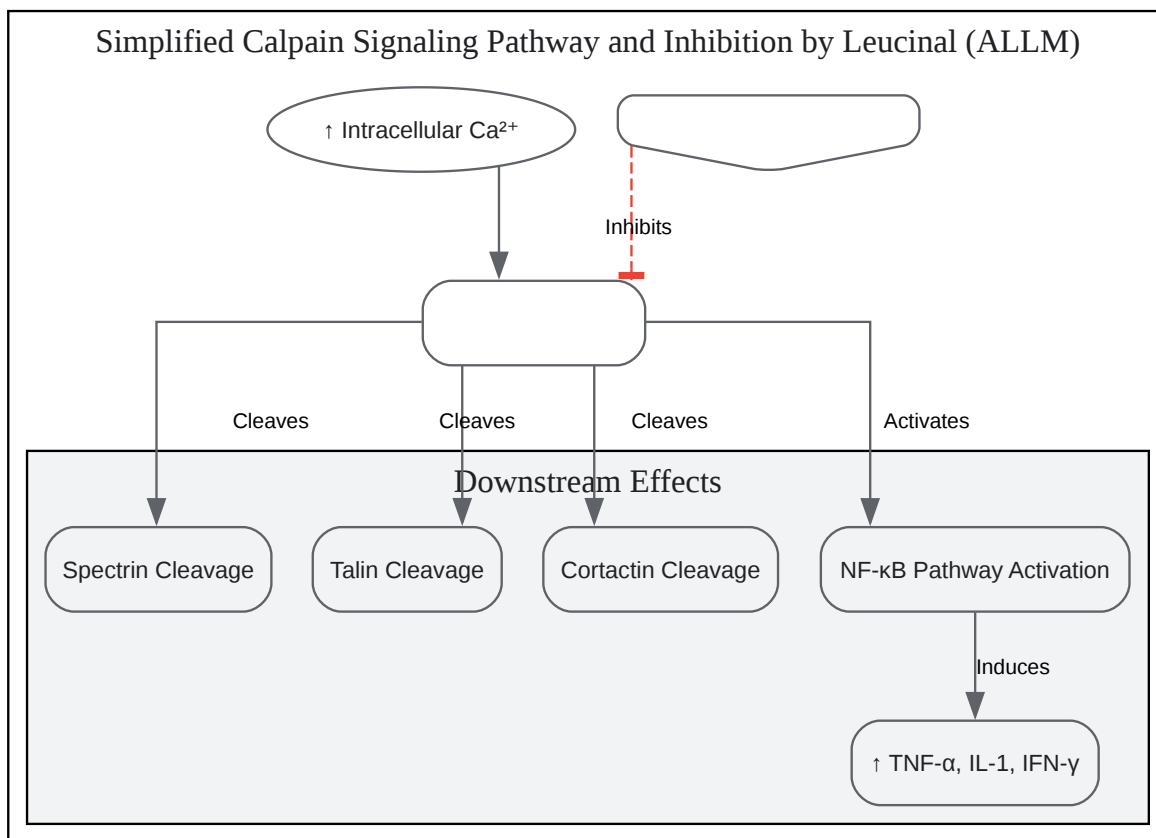 Simplified Calpain Signaling Pathway and Inhibition by Leucinal (ALLM)
↑ Intracellular Ca²⁺
Inhibits
Cleaves
Cleaves
Cleaves
Activates
Downstream Effects
Spectrin Cleavage
Talin Cleavage
Cortactin Cleavage
NF-κB Pathway Activation
Induces
↑ TNF-α, IL-1, IFN-γ